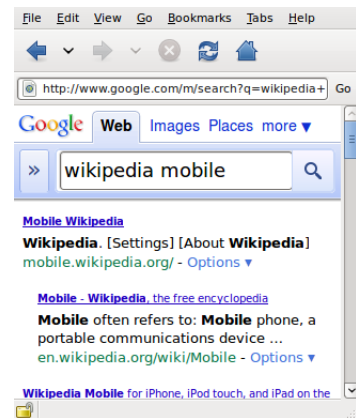 File Edit View Go Bookmarks Tabs Help
http://www.google.com/m/search?q=wikipedia+ Go
Google Web Images Places more ▼
» wikipedia mobile
Mobile Wikipedia
Wikipedia. [Settings] [About Wikipedia]
mobile.wikipedia.org/ - Options ▼
Mobile - Wikipedia, the free encyclopedia
Mobile often refers to: Mobile phone, a
portable communications device ...
en.wikipedia.org/wiki/Mobile - Options ▼
Wikipedia Mobile for iPhone, iPod touch, and iPad on the